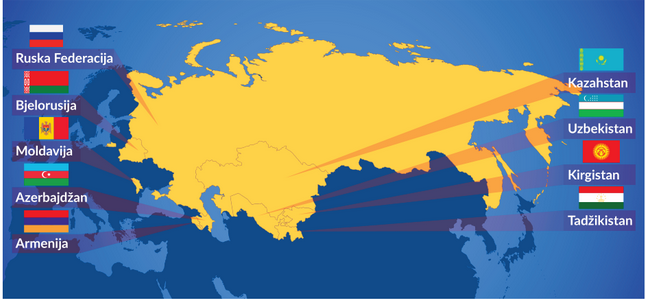 Ruska Federacija
Bjelorusija
Moldavija
Azerbajdžan
Armenija
Kazahstan
Uzbekistan
Kirgistan
Tadžikistan